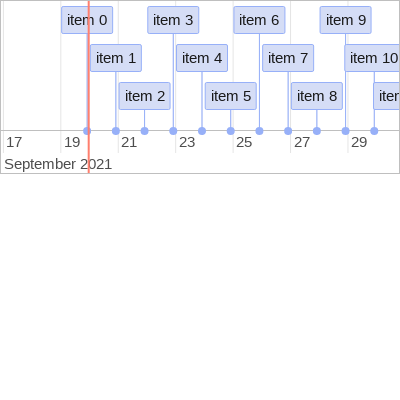 item 0 item 3 item 6 item 9
item 1 item 4 item 7 item 10
item 2 item 5 item 8
17 19 21 23 25 27 29
September 2021